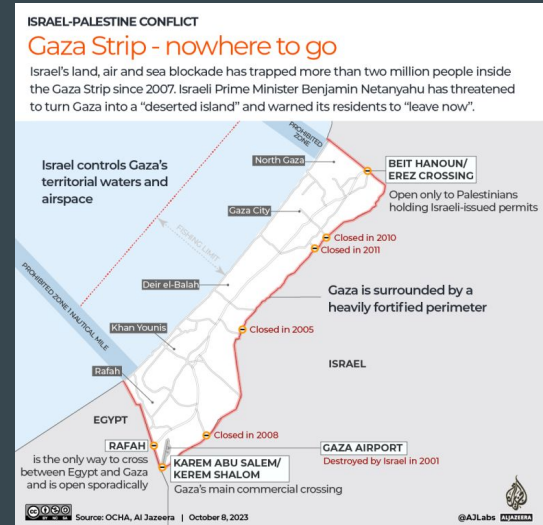 ISRAEL-PALESTINE CONFLICT
Gaza Strip - nowhere to go
Israel's land, air and sea blockade has trapped more than two million people inside
the Gaza Strip since 2007. Israeli Prime Minister Benjamin Netanyahu has threatened
to turn Gaza into a “deserted island” and warned its residents to “leave now”.
PROHIBITED
ZONE
Israel controls Gaza's
territorial waters and
airspace
North Gaza
BEIT HANOUN/
EREZ CROSSING
Open only to Palestinians
holding Israeli-issued permits
Gaza City
FISHING LIMIT
Closed in 2010
Closed in 2011
PROHIBITED ZONE 1 NAUTICAL MILE
Deir el-Balah
Gaza is surrounded by a
heavily fortified perimeter
Khan Younis
Closed in 2005
Rafah
ISRAEL
EGYPT
Closed in 2008
RAFAH
is the only way to cross
between Egypt and Gaza
and is open sporadically
GAZA AIRPORT
Destroyed by Israel in 2001
KAREM ABU SALEM/
KEREM SHALOM
Gaza's main commercial crossing
cc
BY NC SA
Source: OCHA, Al Jazeera | October 8, 2023
@AJLabs ALJAZEERA